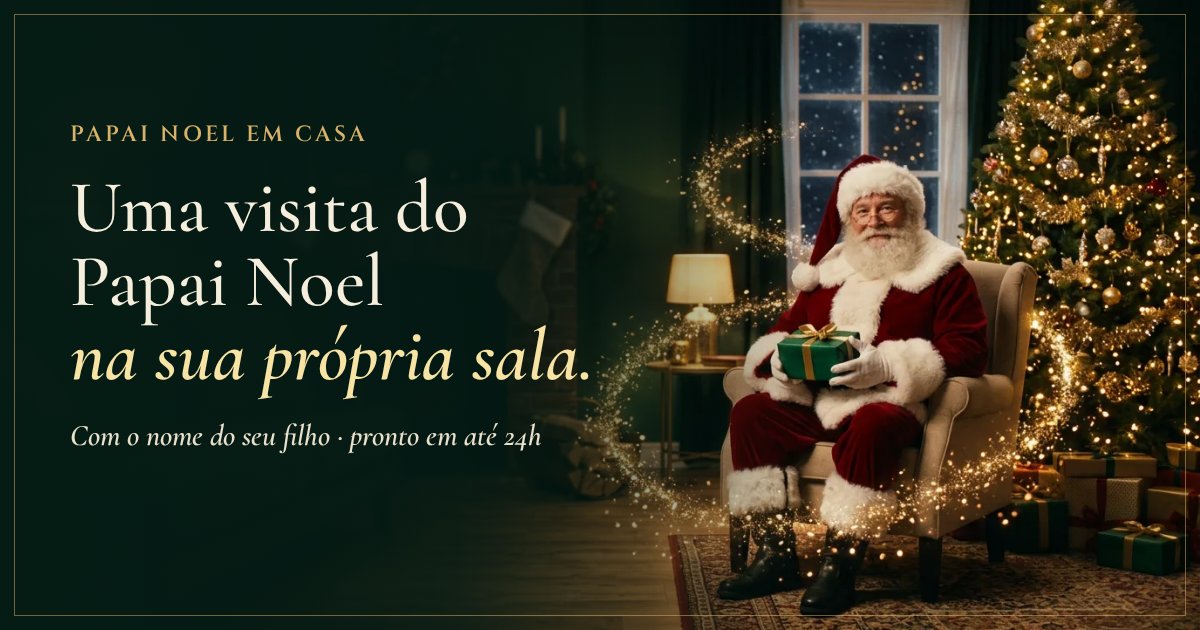 PAPAI NOEL EM CASA
Uma visita do
Papai Noel
na sua própria sala.
Com o nome do seu filho · pronto em até 24h